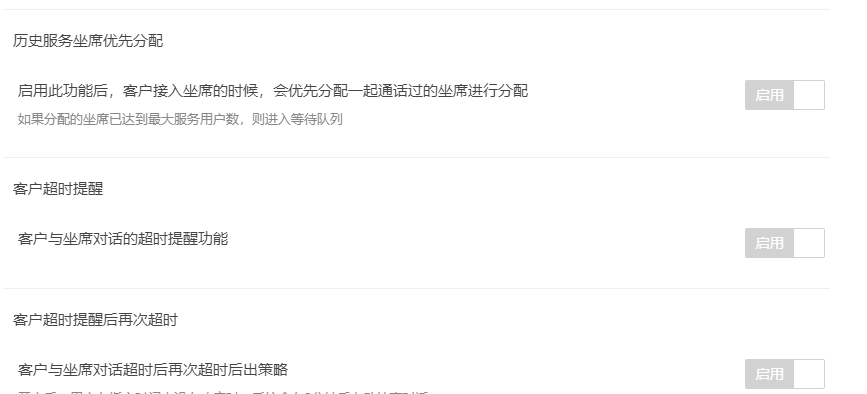 历史服务坐席优先分配
启用此功能后，客户接入坐席的时候，会优先分配一起通话过的坐席进行分配
启用
如果分配的坐席已达到最大服务用户数，则进入等待队列
客户超时提醒
客户与坐席对话的超时提醒功能
启用
客户超时提醒后再次超时
客户与坐席对话超时后再次超时后出策略
启用